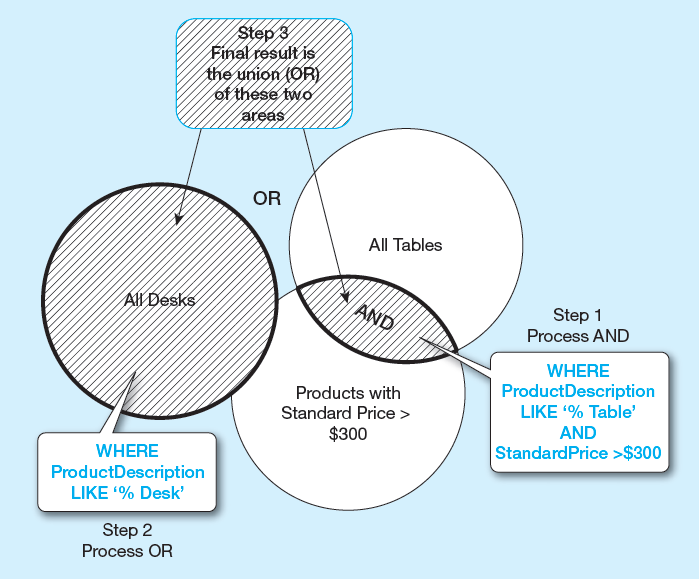 Step 3
Final result is
the union (OR)
of these two
areas
OR
All Tables
All Desks
AND
Step 1
Process AND
WHERE
ProductDescription
LIKE ‘% Table’
AND
StandardPrice >$300
Products with
Standard Price >
$300
WHERE
ProductDescription
LIKE ‘% Desk’
Step 2
Process OR